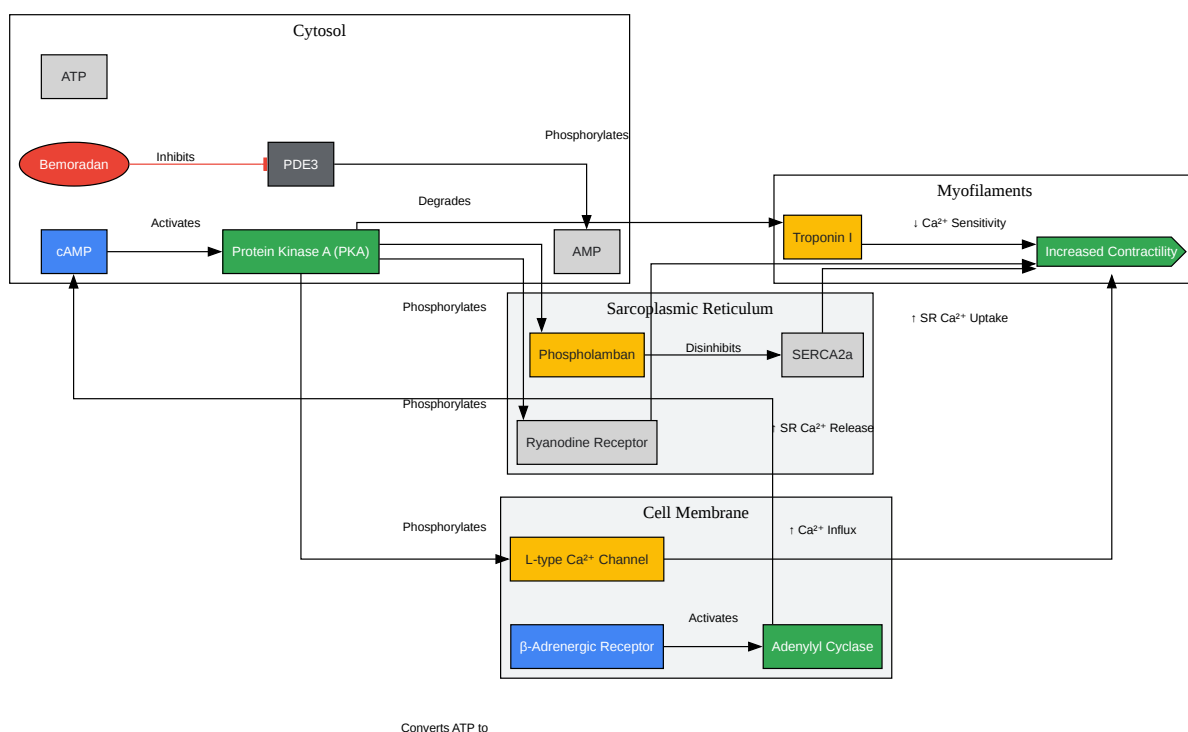 Cytosol
ATP
Phosphorylates
Bemoradan
Inhibits
PDE3
Degrades
Myofilaments
Activates
Troponin I
↓ Ca²⁺ Sensitivity
cAMP
Protein Kinase A (PKA)
AMP
Increased Contractility
Phosphorylates
Sarcoplasmic Reticulum
↑ SR Ca²⁺ Uptake
Phospholamban
Disinhibits
SERCA2a
Phosphorylates
Ryanodine Receptor
↑ SR Ca²⁺ Release
Cell Membrane
Phosphorylates
↑ Ca²⁺ Influx
L-type Ca²⁺ Channel
Activates
β-Adrenergic Receptor
Adenylyl Cyclase
Converts ATP to